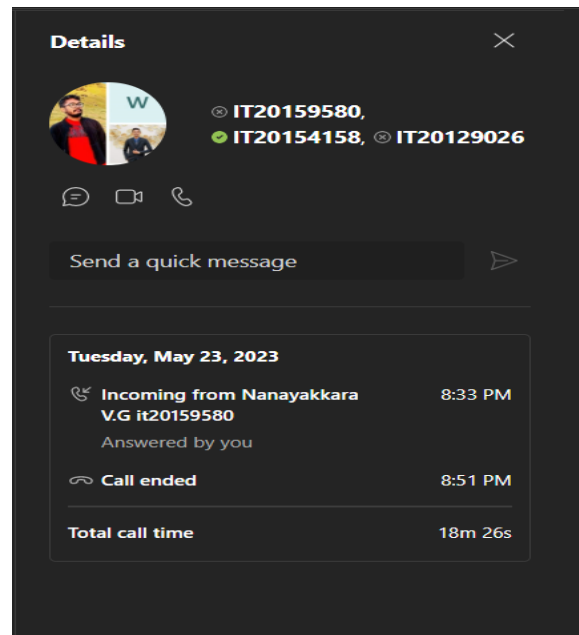 Details
W
IT20159580,
IT20154158, IT20129026
Send a quick message
Tuesday, May 23, 2023
Incoming from Nanayakkara 8:33 PM
V.G it20159580
Answered by you
Call ended 8:51 PM
Total call time 18m 26s